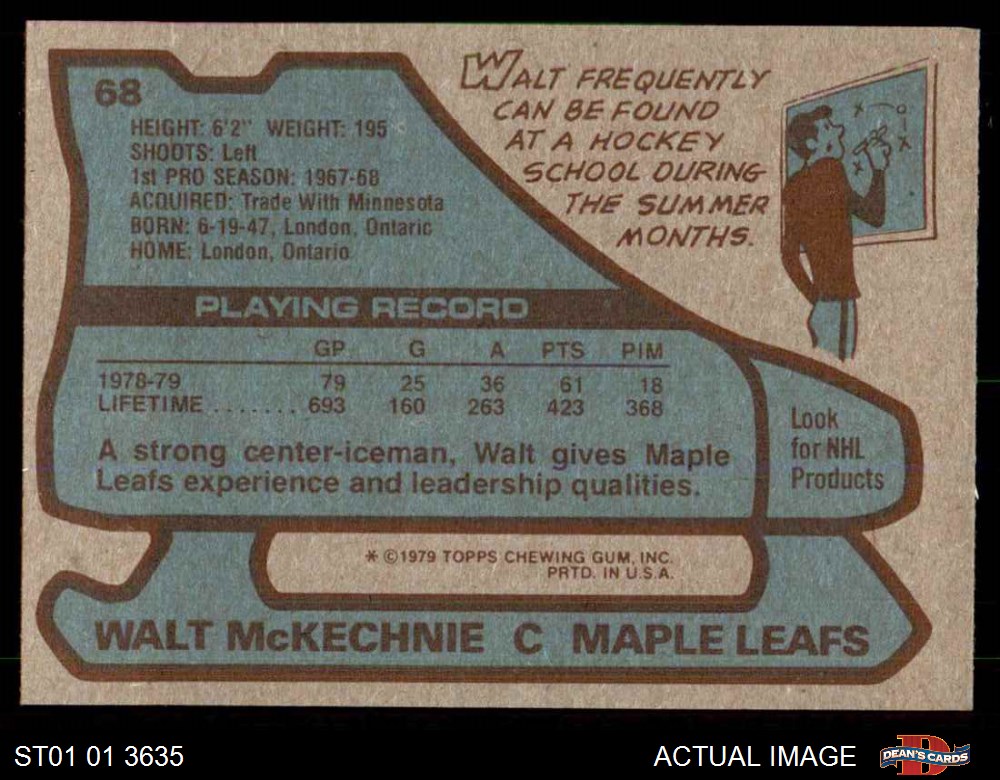 68
HEIGHT: 6'2" WEIGHT: 195
SHOOTS: Left
1st PRO SEASON: 1967-68
ACQUIRED: Trade With Minnesota
BORN: 6-19-47, London, Ontario
HOME: London, Ontario
WALT FREQUENTLY
CAN BE FOUND
AT A HOCKEY
SCHOOL DURING
THE SUMMER
MONTHS.
X O
X X
PLAYING RECORD
GP G A PTS PIM
1978-79 79 25 36 61 18
LIFETIME ....... 693 160 263 423 368
A strong center-iceman, Walt gives Maple
Leafs experience and leadership qualities.
Look
for NHL
Products
* ©1979 TOPPS CHEWING GUM, INC.
PRTD. IN U.S.A.
WALT McKECHNIE C MAPLE LEAFS
ST01 01 3635
ACTUAL IMAGE
DEAN'S CARDS